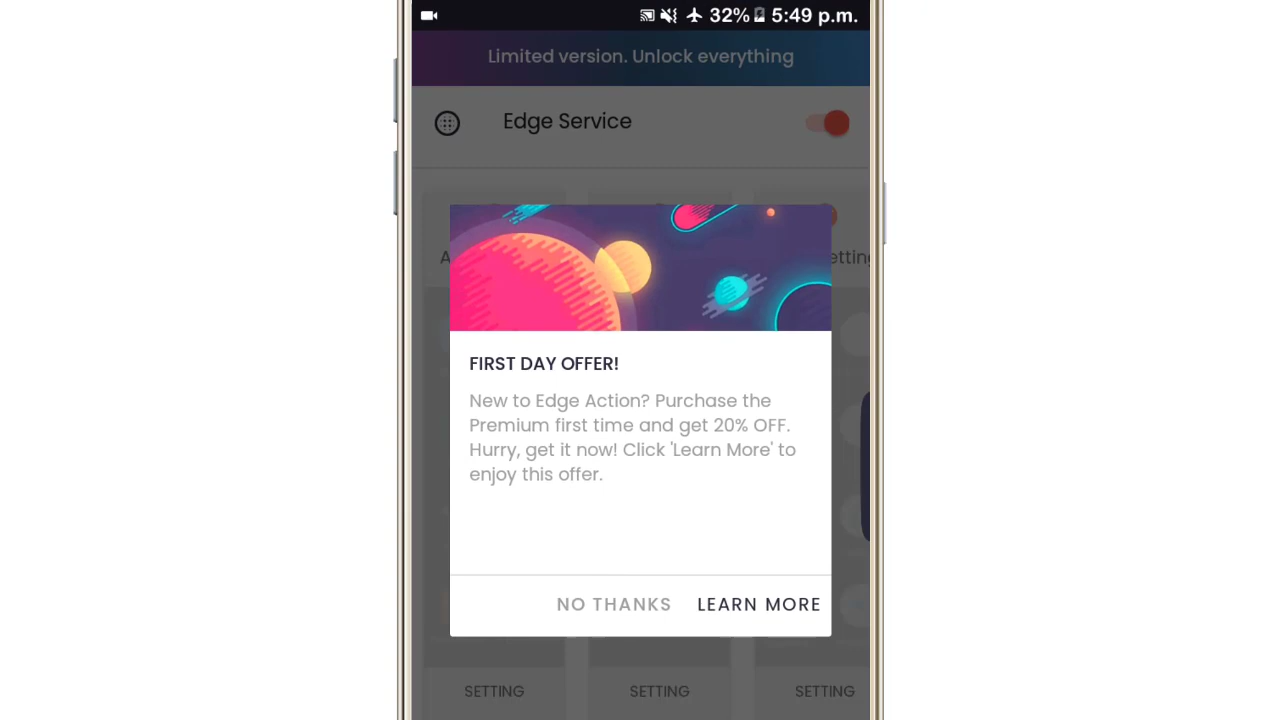 32% 5:49 p.m.
Limited version. Unlock everything
Edge Service
A
etting
FIRST DAY OFFER!
New to Edge Action? Purchase the
Premium first time and get 20% OFF.
Hurry, get it now! Click 'Learn More' to
enjoy this offer.
NO THANKS LEARN MORE
SETTING SETTING SETTING